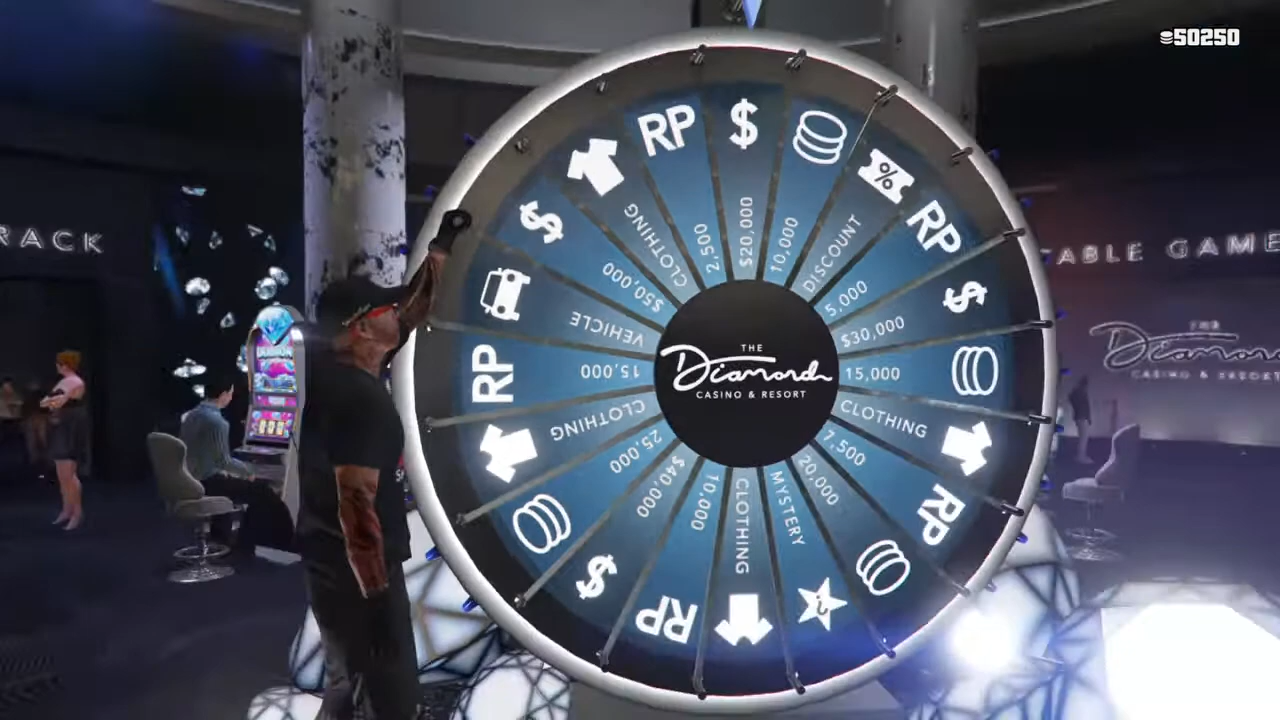 50250
RACK
TABLE GAME
THE
Diamond
CASINO & RESORT
RP
2,500
$
$20,000
10,000
%
DISCOUNT
RP
5,000
$
$30,000
15,000
CLOTHING
RP
7,500
20,000
MYSTERY
?
CLOTHING
RP
10,000
$
$40,000
25,000
CLOTHING
RP
15,000
VEHICLE
$
$50,000
CLOTHING
THE
Diamond
CASINO & RESORT